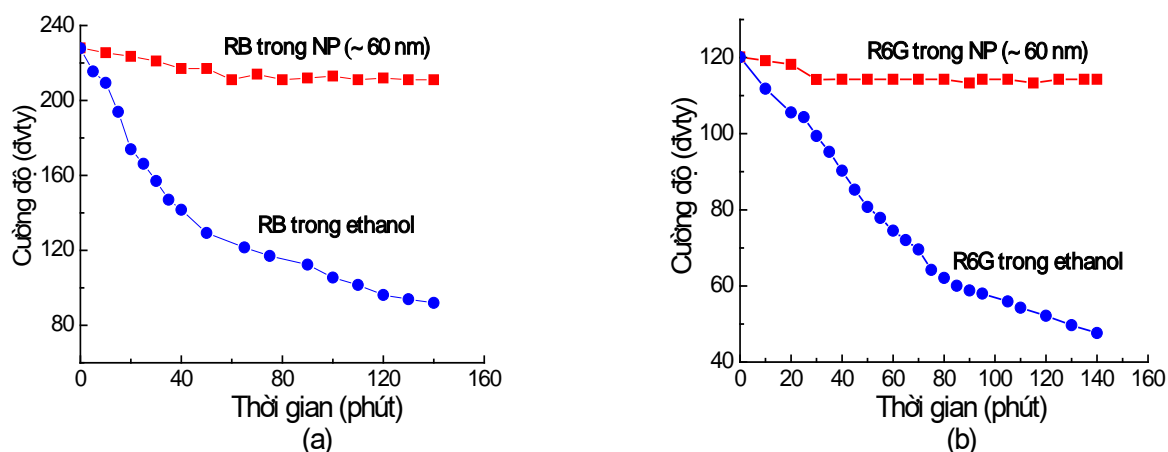 240
200
160
120
80
0
40
80
120
160
Cường độ (đvty)
RB trong NP (~ 60 nm)
RB trong ethanol
Thời gian (phút)
(a)
120
100
80
60
40
0
20
40
60
80
100
120
140
160
Cường độ (đvty)
R6G trong NP (~ 60 nm)
R6G trong ethanol
Thời gian (phút)
(b)